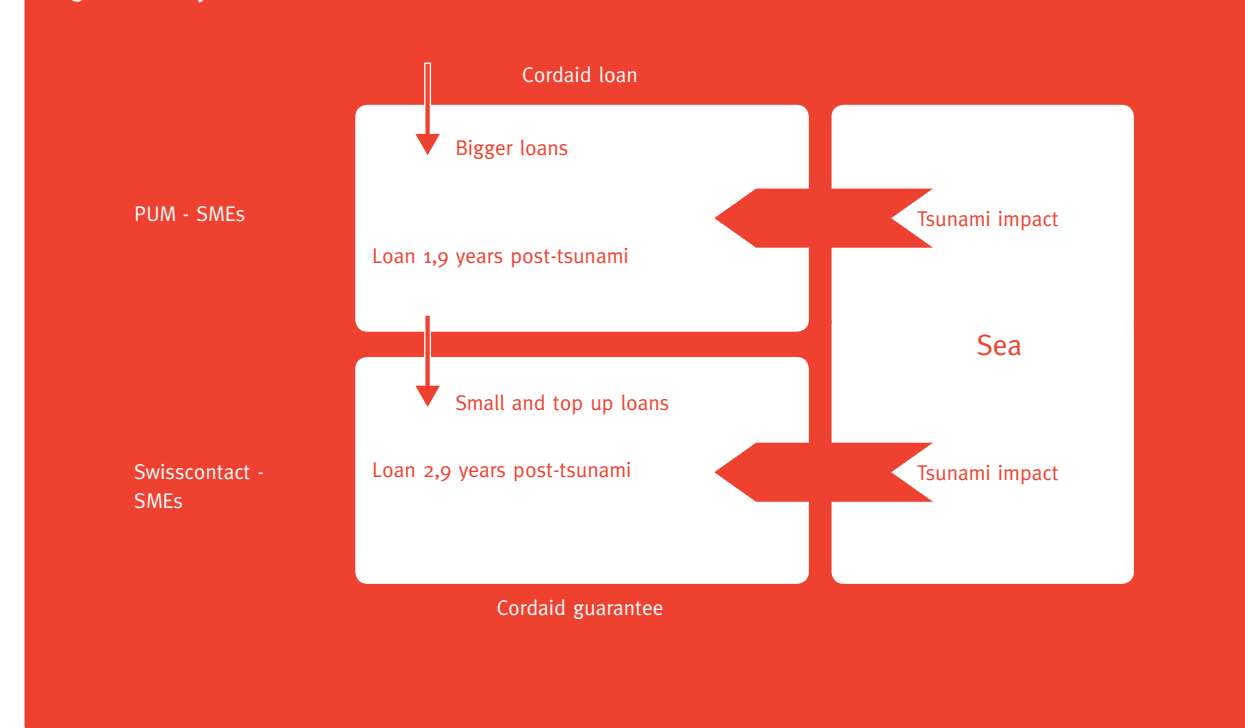 Cordaid loan
Bigger loans
PUM - SMEs
Tsunami impact
Loan 1,9 years post-tsunami
Sea
Small and top up loans
Swisscontact -
SMEs
Loan 2,9 years post-tsunami
Tsunami impact
Cordaid guarantee